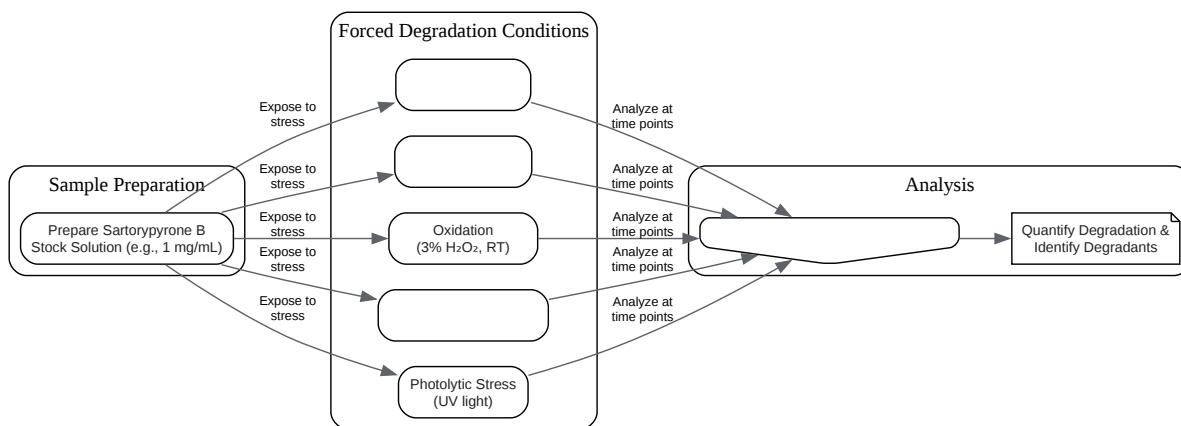 Forced Degradation Conditions
Sample Preparation
Prepare Sartorypyrone B
Stock Solution (e.g., 1 mg/mL)
Expose to
stress
Expose to
stress
Expose to
stress
Expose to
stress
Expose to
stress
Oxidation
(3% H₂O₂, RT)
Photolytic Stress
(UV light)
Analyze at
time points
Analyze at
time points
Analyze at
time points
Analyze at
time points
Analyze at
time points
Analysis
Quantify Degradation &
Identify Degradants